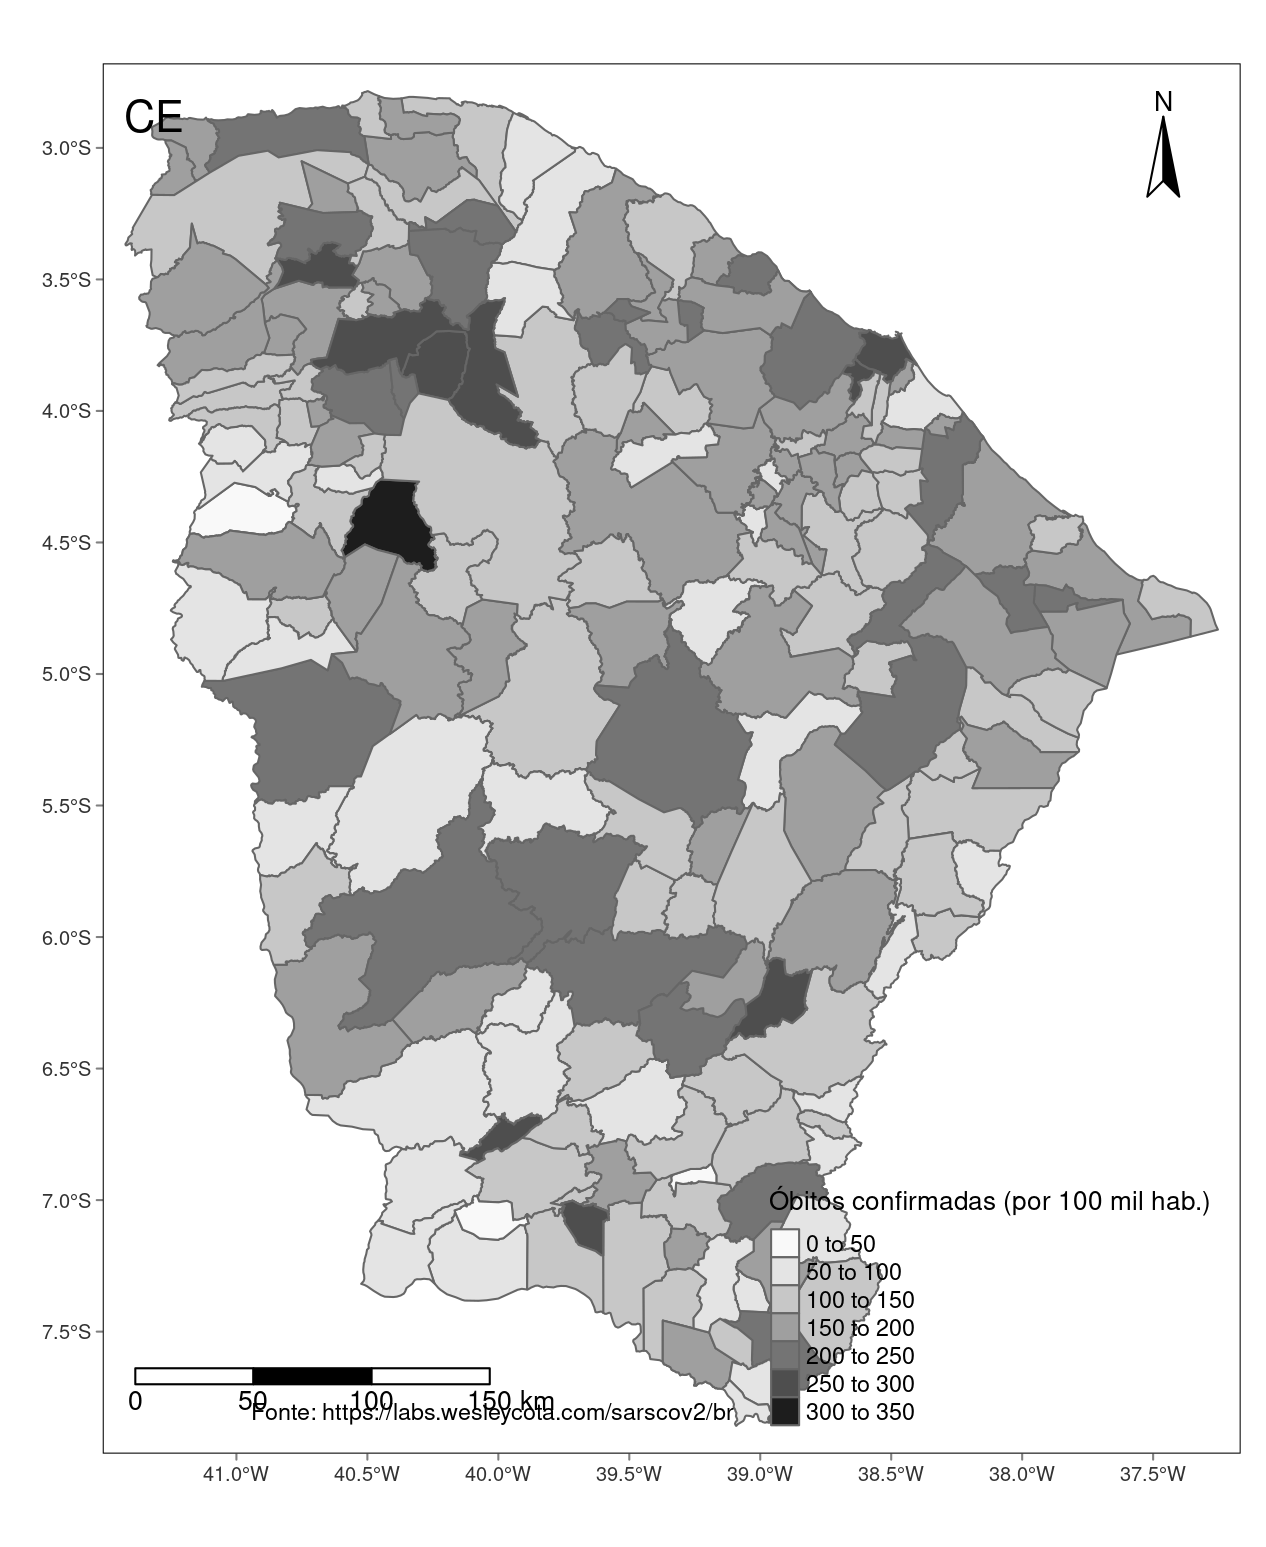 CE
N
3.0°S
3.5°S
4.0°S
4.5°S
5.0°S
5.5°S
6.0°S
6.5°S
7.0°S
7.5°S
Óbitos confirmadas (por 100 mil hab.)
0 to 50
50 to 100
100 to 150
150 to 200
200 to 250
250 to 300
300 to 350
0 50 100 150 km
Fonte: https://labs.wesleycota.com/sarscov2/br
41.0°W 40.5°W 40.0°W 39.5°W 39.0°W 38.5°W 38.0°W 37.5°W